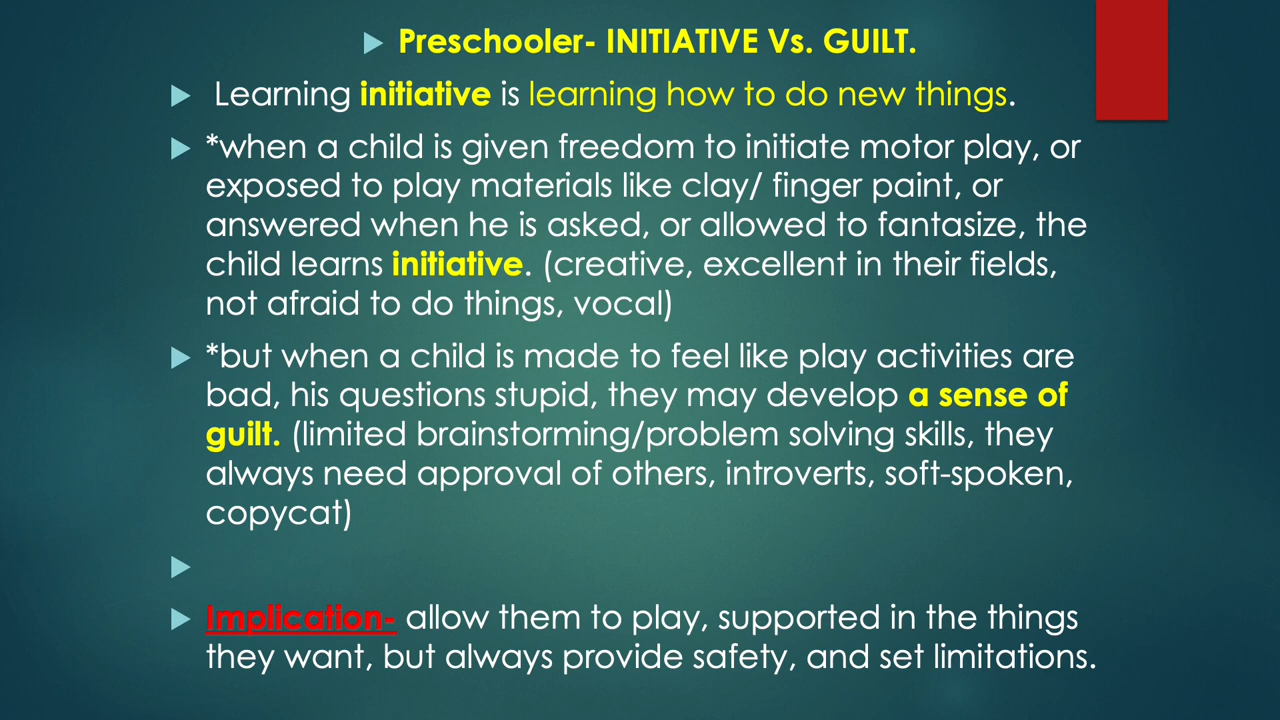 Preschooler- INITIATIVE Vs. GUILT.
Learning initiative is learning how to do new things.
*when a child is given freedom to initiate motor play, or
exposed to play materials like clay/ finger paint, or
answered when he is asked, or allowed to fantasize, the
child learns initiative. (creative, excellent in their fields,
not afraid to do things, vocal)
*but when a child is made to feel like play activities are
bad, his questions stupid, they may develop a sense of
guilt. (limited brainstorming/problem solving skills, they
always need approval of others, introverts, soft-spoken,
copycat)
Implication- allow them to play, supported in the things
they want, but always provide safety, and set limitations.